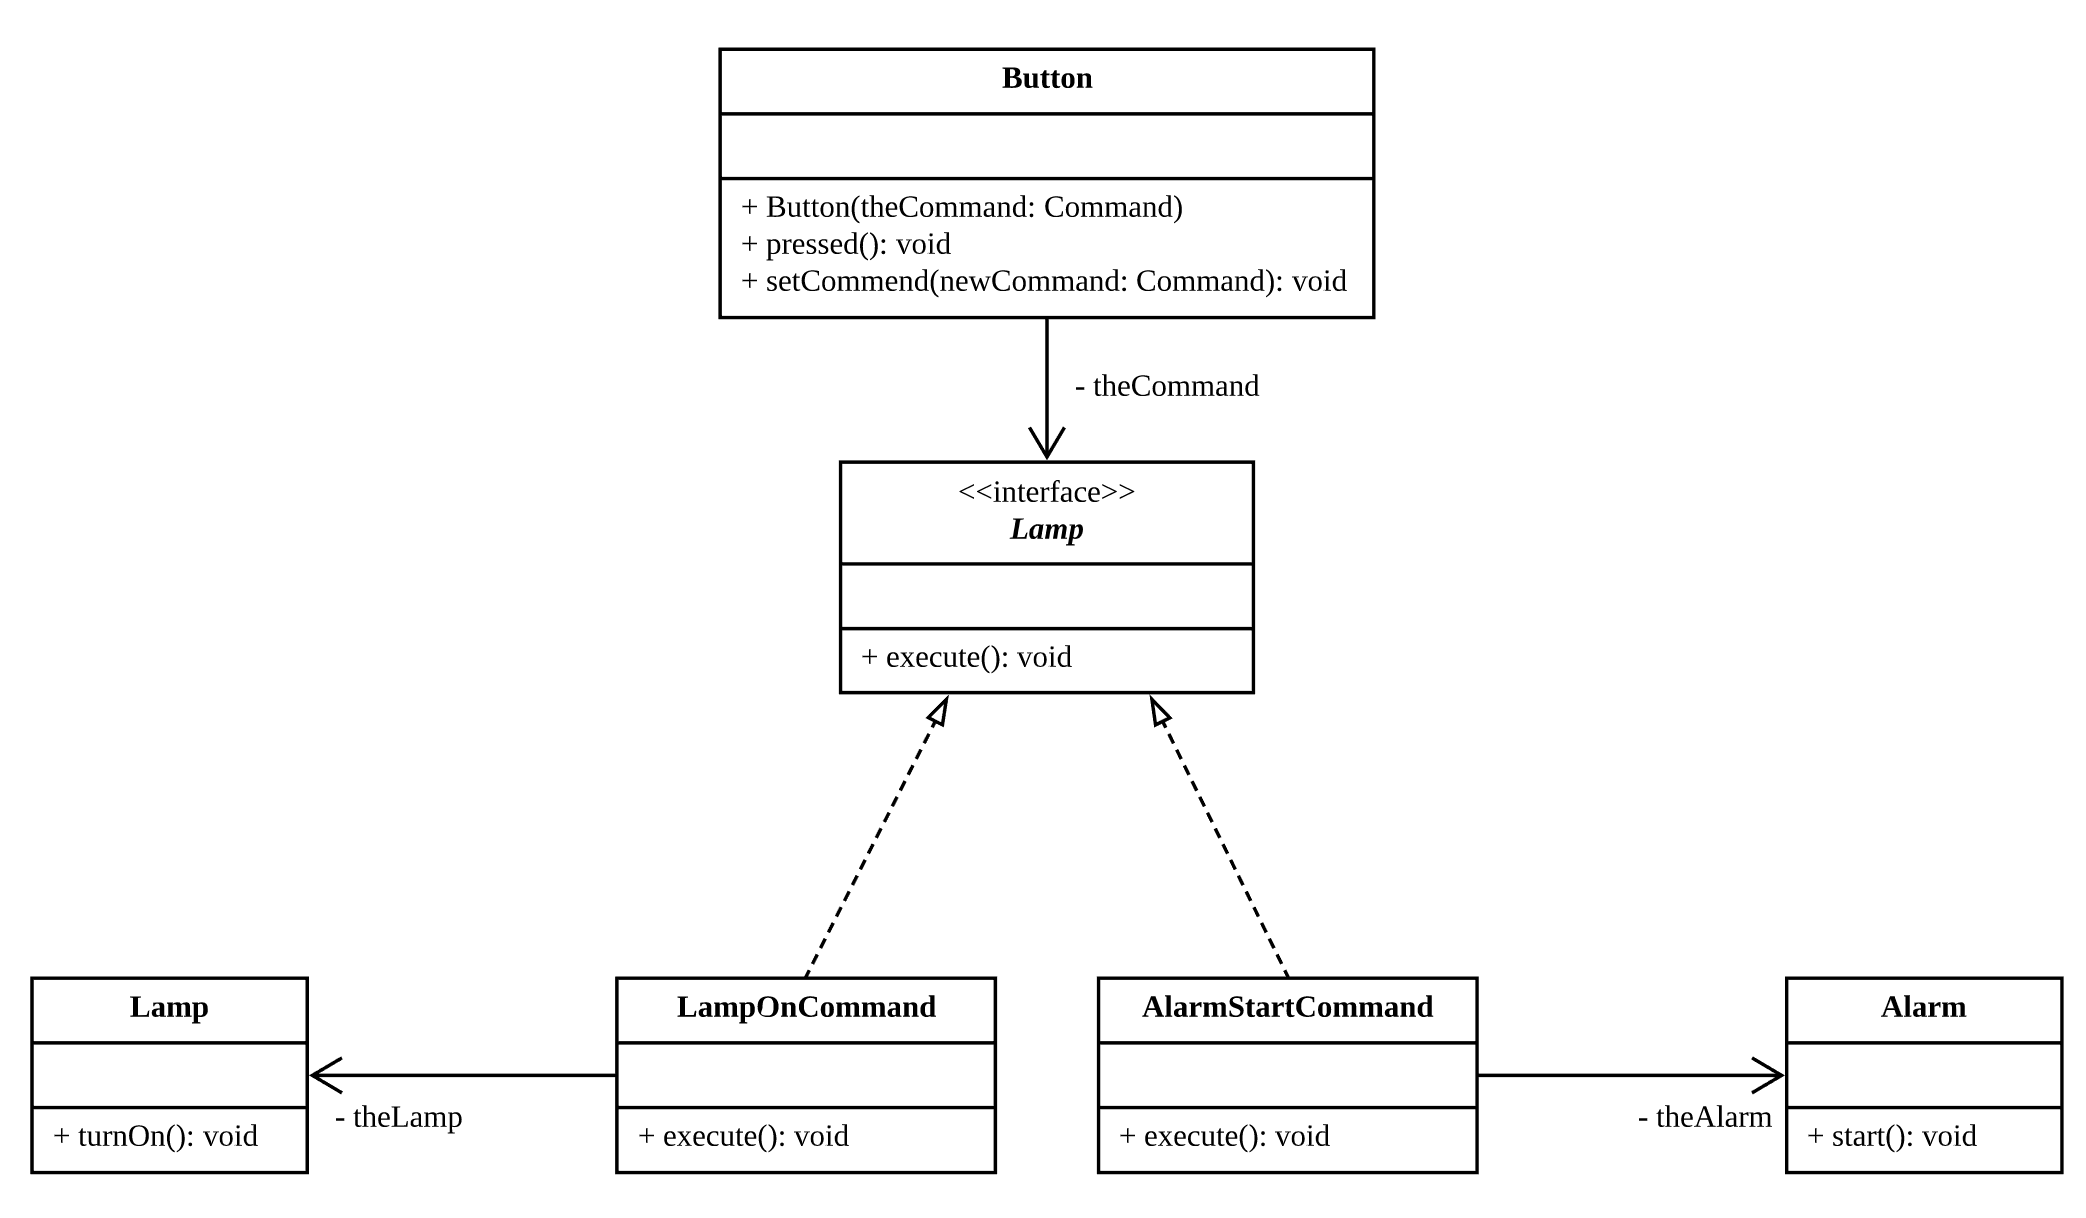 Button
+ Button(theCommand: Command)
+ pressed(): void
+ setCommend(newCommand: Command): void
- theCommand
<<interface>>
Lamp
+ execute(): void
Lamp
+ turnOn(): void
- theLamp
LampOnCommand
+ execute(): void
AlarmStartCommand
+ execute(): void
- theAlarm
Alarm
+ start(): void